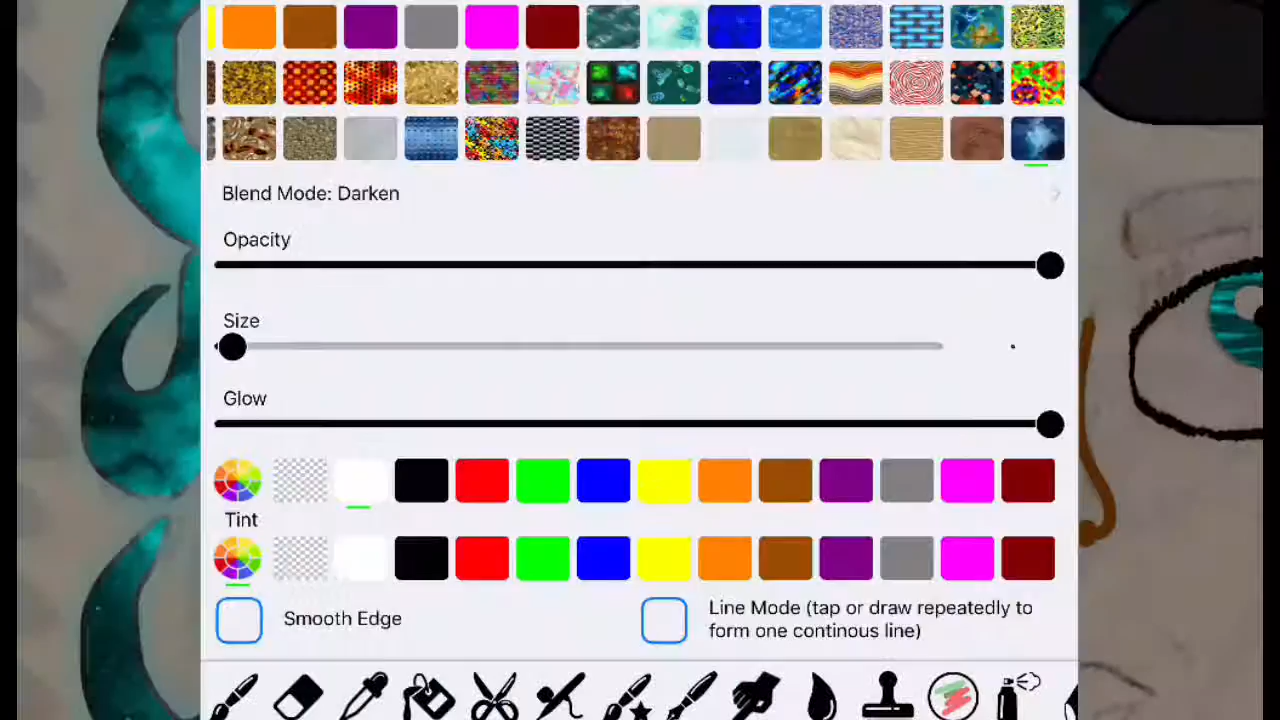 Blend Mode: Darken
Opacity
Size
Glow
Tint
Smooth Edge
Line Mode (tap or draw repeatedly to
form one continous line)